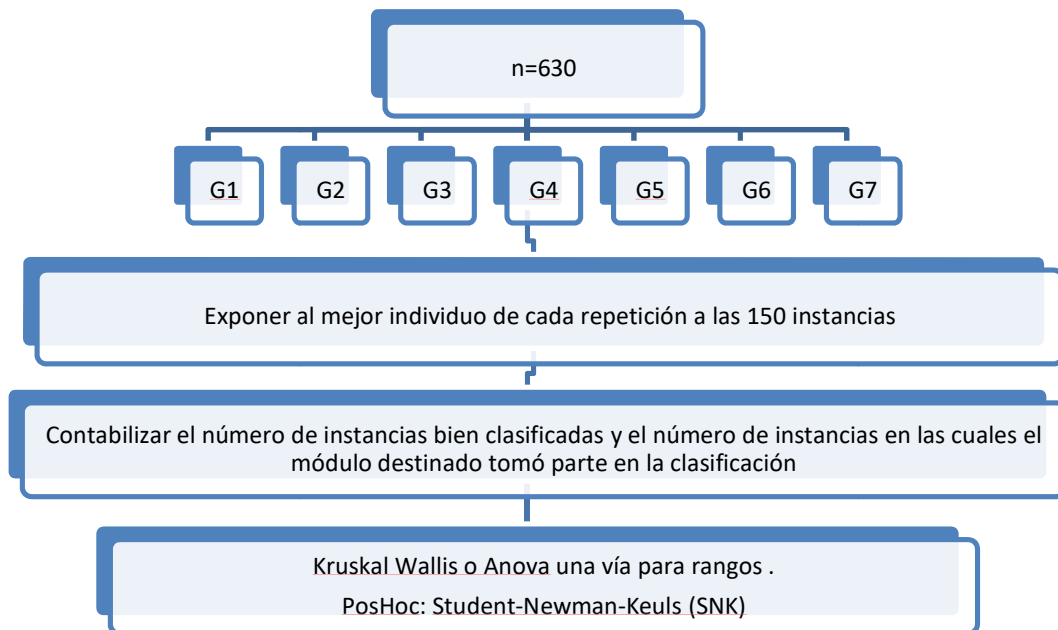 n=630
G1 G2 G3 G4 G5 G6 G7
Exponer al mejor individuo de cada repetición a las 150 instancias
Contabilizar el número de instancias bien clasificadas y el número de instancias en las cuales el
módulo destinado tomó parte en la clasificación
Kruskal Wallis o Anova una vía para rangos .
PosHoc: Student-Newman-Keuls (SNK)